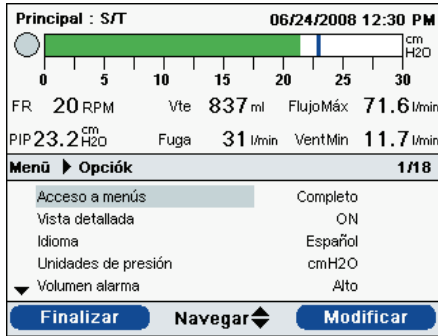 Principal : S/T 06/24/2008 12:30 PM
cm H2O
0 5 10 15 20 25 30
FR 20 RPM Vte 837 ml FlujoMáx 71.6 l/min
PIP 23.2 cm H2O Fuga 31 l/min VentMin 11.7 l/min
Menū Opciók 1/18
Acceso a menús Completo
Vista detallada ON
Idioma Español
Unidades de presión cmH2O
Volumen alarma Alto
Finalizar Navegar Modificar